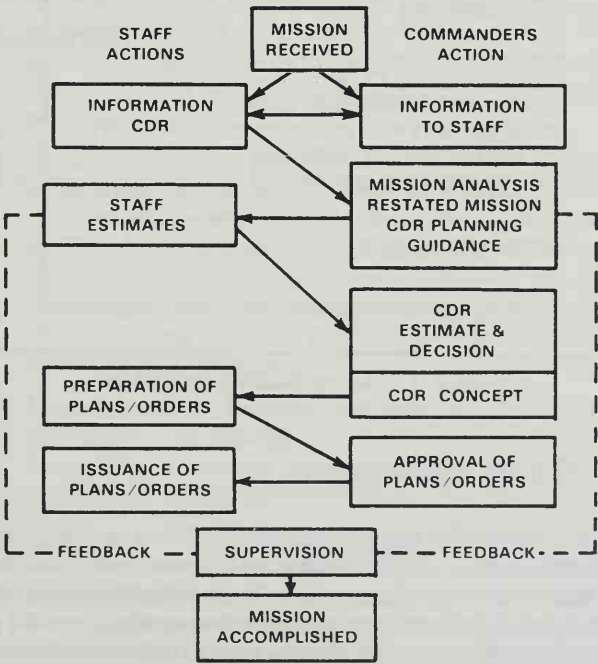 STAFF
ACTIONS
MISSION
RECEIVED
COMMANDERS
ACTION
INFORMATION
CDR
INFORMATION
TO STAFF
STAFF
ESTIMATES
MISSION ANALYSIS
RESTATED MISSION
CDR PLANNING
GUIDANCE
CDR
ESTIMATE &
DECISION
CDR CONCEPT
PREPARATION OF
PLANS/ORDERS
APPROVAL OF
PLANS/ORDERS
ISSUANCE OF
PLANS/ORDERS
FEEDBACK
SUPERVISION
FEEDBACK
MISSION
ACCOMPLISHED